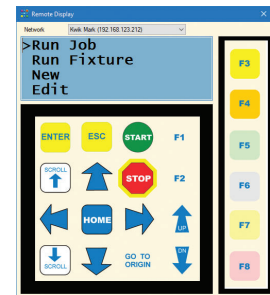 Remote Display
Network Kwik Mark (192.168.123.212)
>Run Job
Run Fixture
New
Edit
F3
F4
F5
F6
F7
F8
ENTER ESC START F1
SCROLL STOP F2
HOME UP
SCROLL GO TO ORIGIN DN